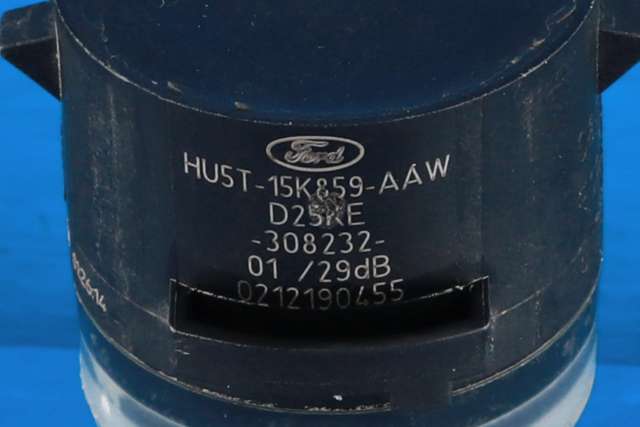 Ford
HU5T-15K859-AAW
D25KE
-308232-
01 /29dB
0212190455